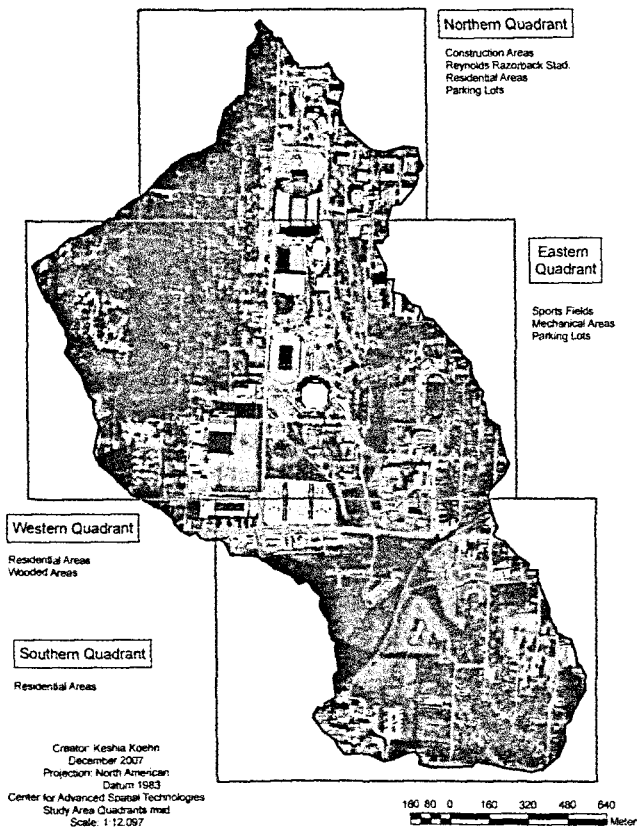 Northern Quadrant
Construction Areas
Reynolds Razorback Stad.
Residential Areas
Parking Lots
Eastern
Quadrant
Sports Fields
Mechanical Areas
Parking Lots
Western Quadrant
Residential Areas
Wooded Areas
Southern Quadrant
Residential Areas
Creator: Keshia Koehn
December 2007
Projection: North American
Datum 1983
Center for Advanced Spatial Technologies
Study Area Quadrants.mxd
Scale: 1:12,097
160 80 0 160 320 480 640
Meter